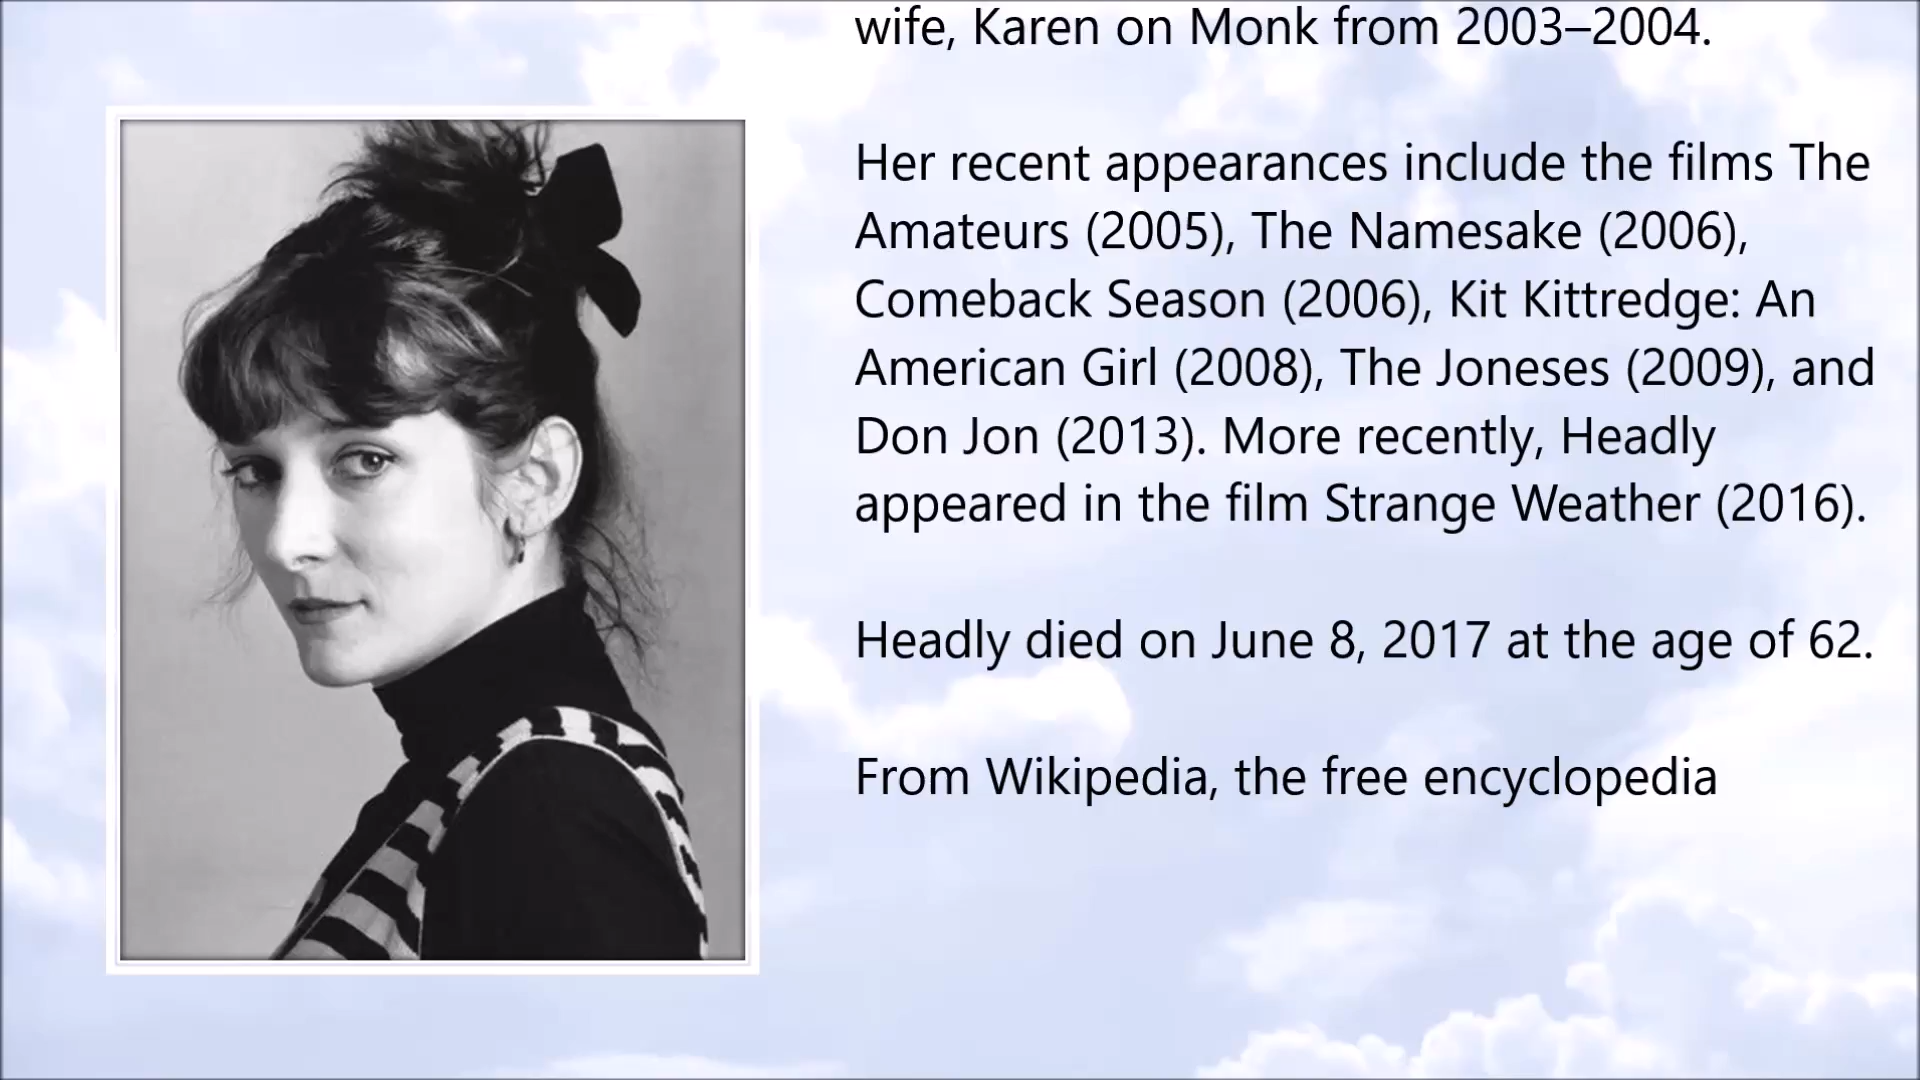 wife, Karen on Monk from 2003–2004.
Her recent appearances include the films The
Amateurs (2005), The Namesake (2006),
Comeback Season (2006), Kit Kittredge: An
American Girl (2008), The Joneses (2009), and
Don Jon (2013). More recently, Headly
appeared in the film Strange Weather (2016).
Headly died on June 8, 2017 at the age of 62.
From Wikipedia, the free encyclopedia